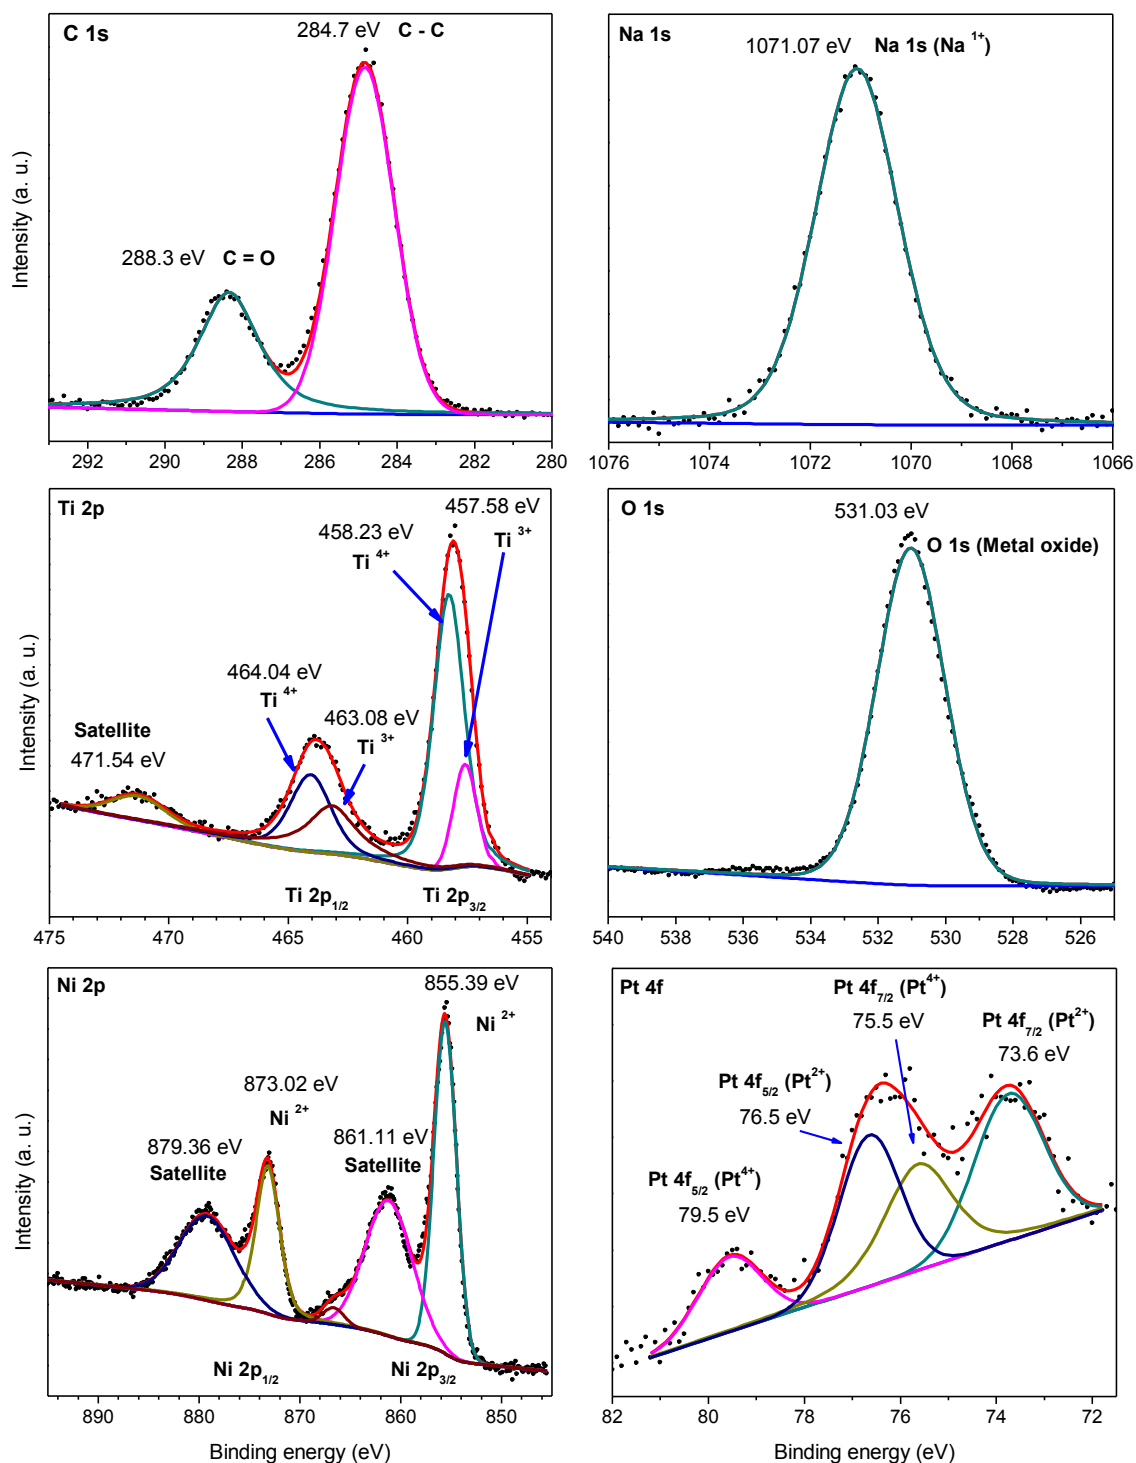 C 1s
284.7 eV C - C
288.3 eV C = O
Intensity (a. u.)
292 290 288 286 284 282 280
Na 1s
1071.07 eV Na 1s (Na ¹⁺)
1076 1074 1072 1070 1068 1066
Ti 2p
457.58 eV
Ti ³⁺
458.23 eV
Ti ⁴⁺
464.04 eV
Ti ⁴⁺
463.08 eV
Ti ³⁺
Satellite
471.54 eV
Ti 2p₁/₂ Ti 2p₃/₂
Intensity (a. u.)
475 470 465 460 455
O 1s
531.03 eV
O 1s (Metal oxide)
540 538 536 534 532 530 528 526
Ni 2p
855.39 eV
Ni ²⁺
873.02 eV
Ni ²⁺
879.36 eV
Satellite
861.11 eV
Satellite
Ni 2p₁/₂ Ni 2p₃/₂
Intensity (a. u.)
890 880 870 860 850
Binding energy (eV)
Pt 4f
Pt 4f₇/₂ (Pt⁴⁺)
75.5 eV
Pt 4f₇/₂ (Pt²⁺)
73.6 eV
Pt 4f₅/₂ (Pt²⁺)
76.5 eV
Pt 4f₅/₂ (Pt⁴⁺)
79.5 eV
82 80 78 76 74 72
Binding energy (eV)